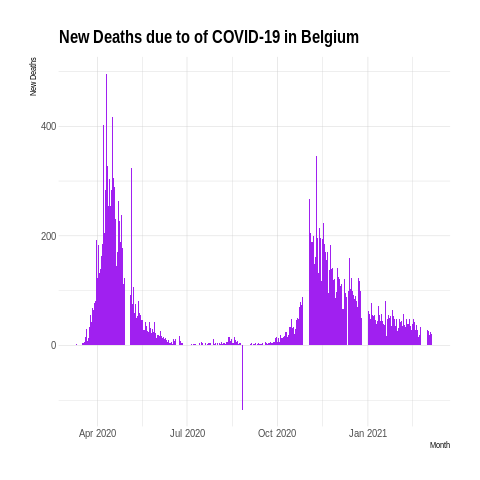 New Deaths due to of COVID-19 in Belgium
New Deaths
400
200
0
Apr 2020 Jul 2020 Oct 2020 Jan 2021
Month